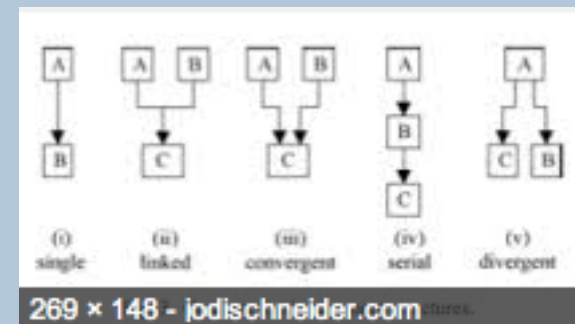 A A B A B A A
B B
C C C B
C
(i) (ii) (iii) (iv) (v)
single linked convergent serial divergent
269 × 148 - jodischneider.com